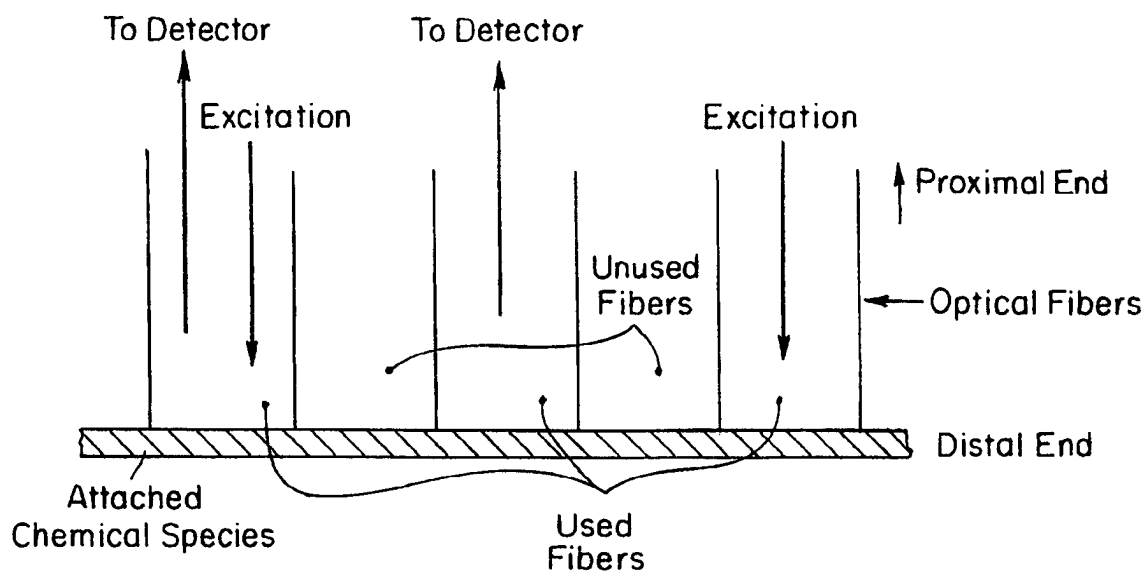 To Detector
To Detector
Excitation
Excitation
Proximal End
Unused
Fibers
Optical Fibers
Distal End
Attached
Chemical Species
Used
Fibers